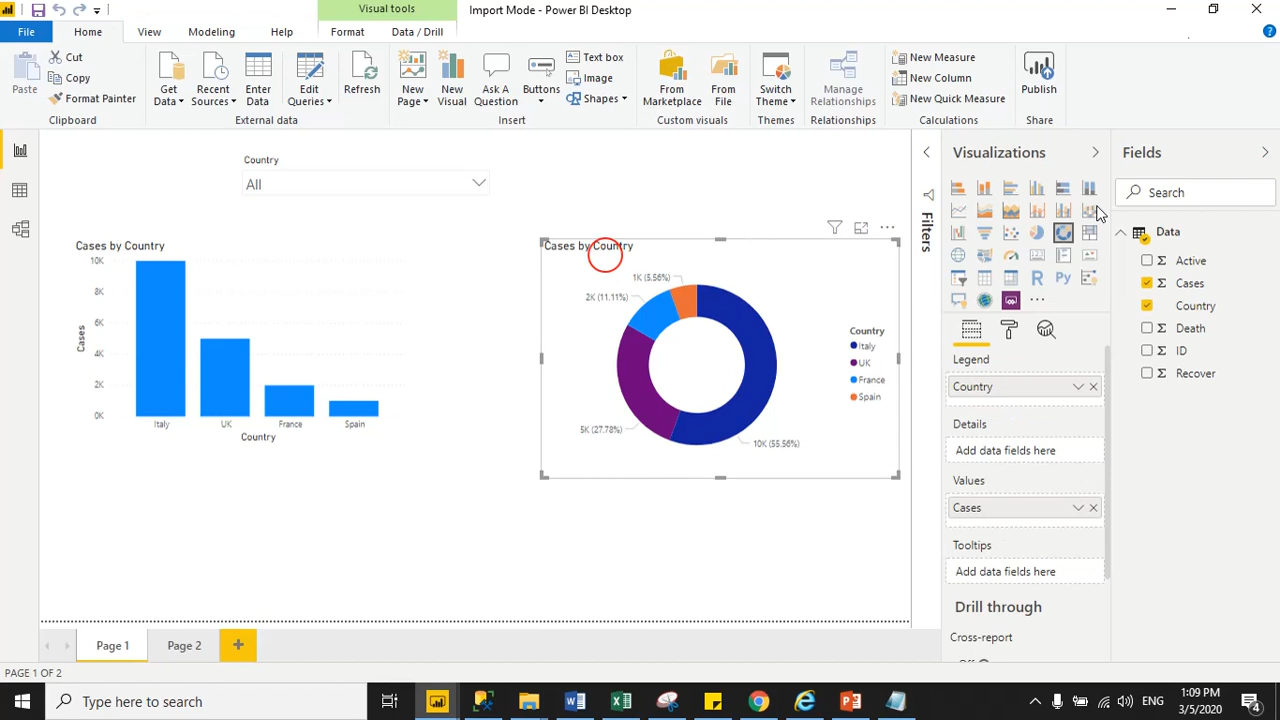 Visual tools
Import Mode - Power BI Desktop
File
Home
View
Modeling
Help
Format
Data / Drill
Paste
Cut
Copy
Format Painter
Clipboard
Get Data
Recent Sources
Enter Data
Edit Queries
Refresh
External data
New Page
New Visual
Ask A Question
Buttons
Text box
Image
Shapes
Insert
From Marketplace
From File
Custom visuals
Switch Theme
Themes
Manage Relationships
Relationships
New Measure
New Column
New Quick Measure
Calculations
Publish
Share
Country
All
Cases by Country
10K
8K
6K
4K
2K
0K
Cases
Italy
UK
France
Spain
Country
Cases by Country
1K (5.56%)
2K (11.11%)
5K (27.78%)
10K (55.56%)
Country
Italy
UK
France
Spain
Filters
Visualizations
R
Py
Legend
Country
Details
Add data fields here
Values
Cases
Tooltips
Add data fields here
Drill through
Cross-report
Fields
Search
Data
Active
Cases
Country
Death
ID
Recover
Page 1
Page 2
PAGE 1 OF 2
Type here to search
ENG
1:09 PM
3/5/2020
4